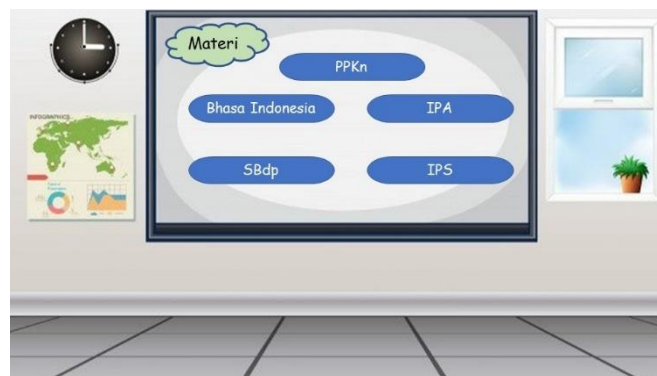 Materi
PPKn
Bhasa Indonesia
IPA
SBdp
IPS
INFOGRAPHICS